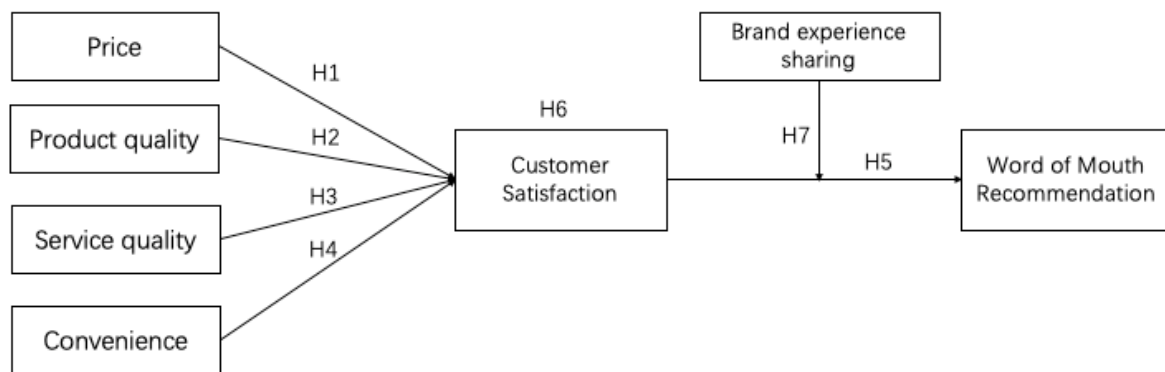 Price
Product quality
Service quality
Convenience
H1
H2
H3
H4
H6
Customer
Satisfaction
Brand experience
sharing
H7
H5
Word of Mouth
Recommendation